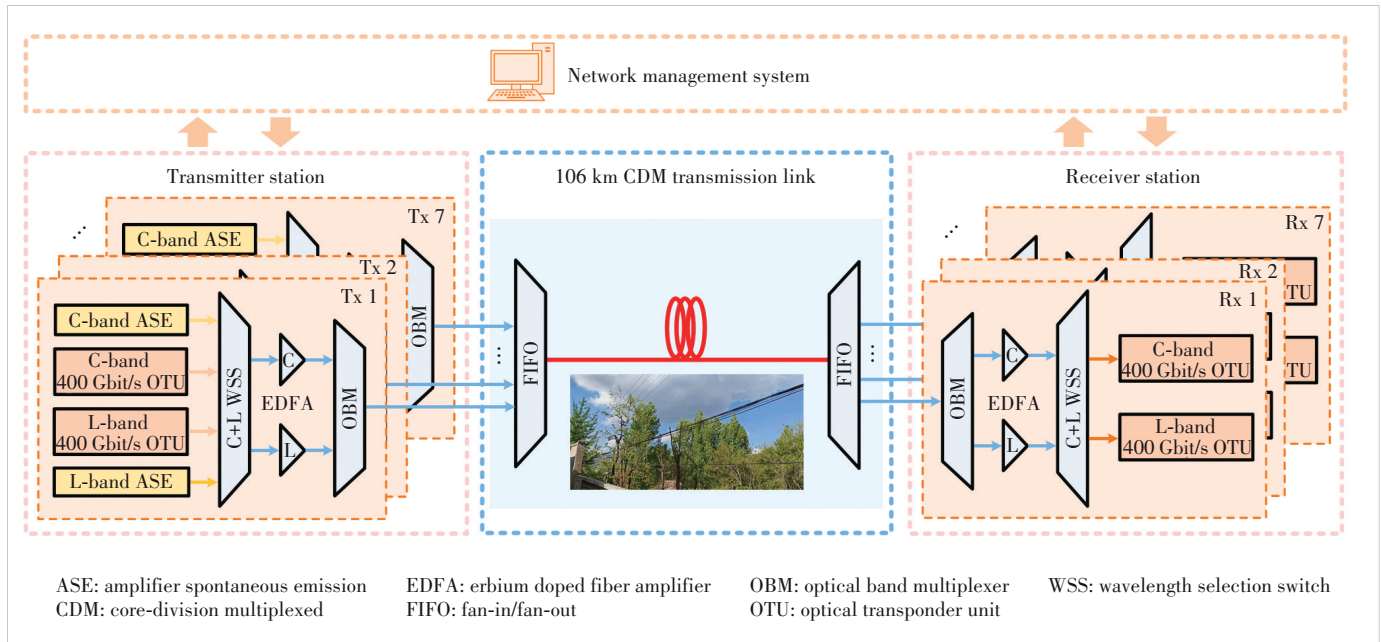 Network management system
Transmitter station
106 km CDM transmission link
Receiver station
Tx 7
C-band ASE
OBM
Tx 2
Tx 1
C-band ASE
C-band
400 Gbit/s OTU
L-band
400 Gbit/s OTU
L-band ASE
C+L WSS
C
EDFA
L
OBM
...
FIFO
FIFO
...
Rx 7
TU
TU
Rx 2
Rx 1
OBM
C
EDFA
L
C+L WSS
C-band
400 Gbit/s OTU
L-band
400 Gbit/s OTU
ASE: amplifier spontaneous emission
EDFA: erbium doped fiber amplifier
OBM: optical band multiplexer
WSS: wavelength selection switch
CDM: core-division multiplexed
FIFO: fan-in/fan-out
OTU: optical transponder unit